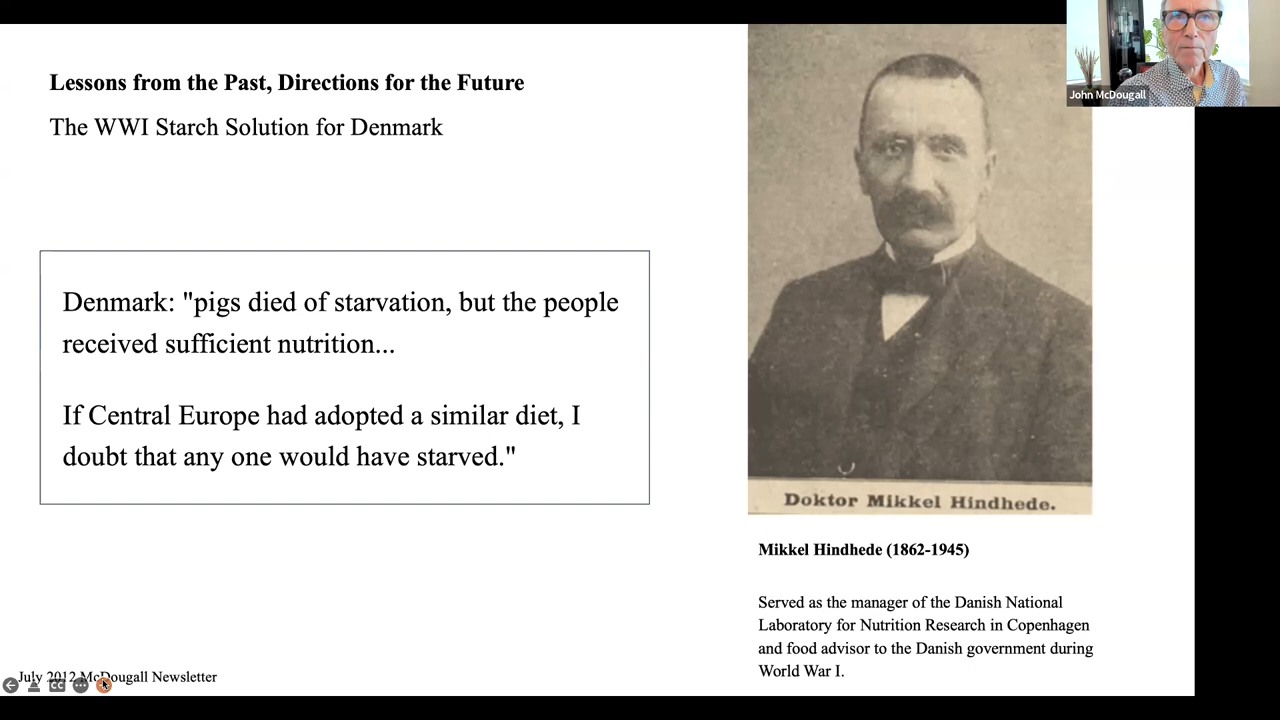 Lessons from the Past, Directions for the Future
The WWI Starch Solution for Denmark
Denmark: "pigs died of starvation, but the people
received sufficient nutrition...
If Central Europe had adopted a similar diet, I
doubt that any one would have starved."
John McDougall
Doktor Mikkel Hindhede.
Mikkel Hindhede (1862-1945)
Served as the manager of the Danish National
Laboratory for Nutrition Research in Copenhagen
and food advisor to the Danish government during
World War I.
July 2012 McDougall Newsletter
CC